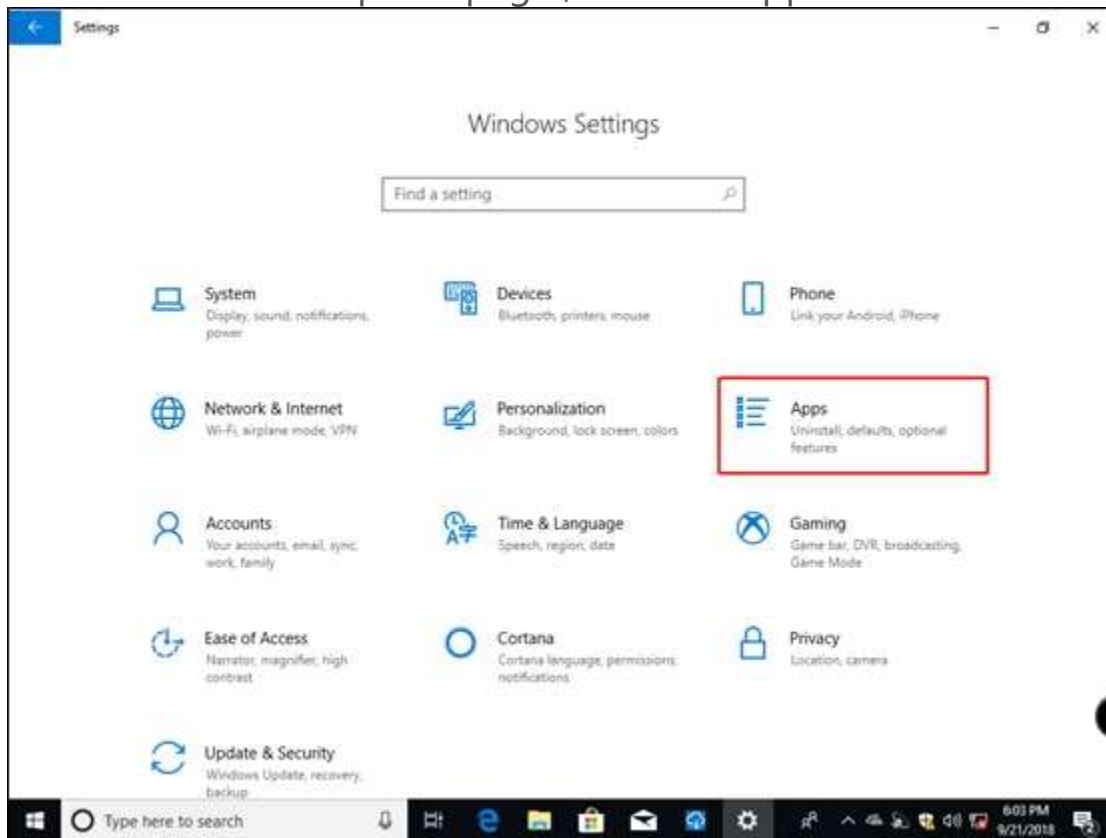 Settings
Windows Settings
Find a setting
System
Display, sound, notifications,
power
Devices
Bluetooth, printers, mouse
Phone
Link your Android, iPhone
Network & Internet
Wi-Fi, airplane mode, VPN
Personalization
Background, lock screen, colors
Apps
Uninstall, defaults, optional
features
Accounts
Your accounts, email, sync,
work, family
Time & Language
Speech, region, date
Gaming
Game bar, DVR, broadcasting,
Game Mode
Ease of Access
Narrator, magnifier, high
contrast
Cortana
Cortana language, permissions,
notifications
Privacy
Location, camera
Update & Security
Windows Update, recovery,
backup
Type here to search
6:03 PM
9/21/2018